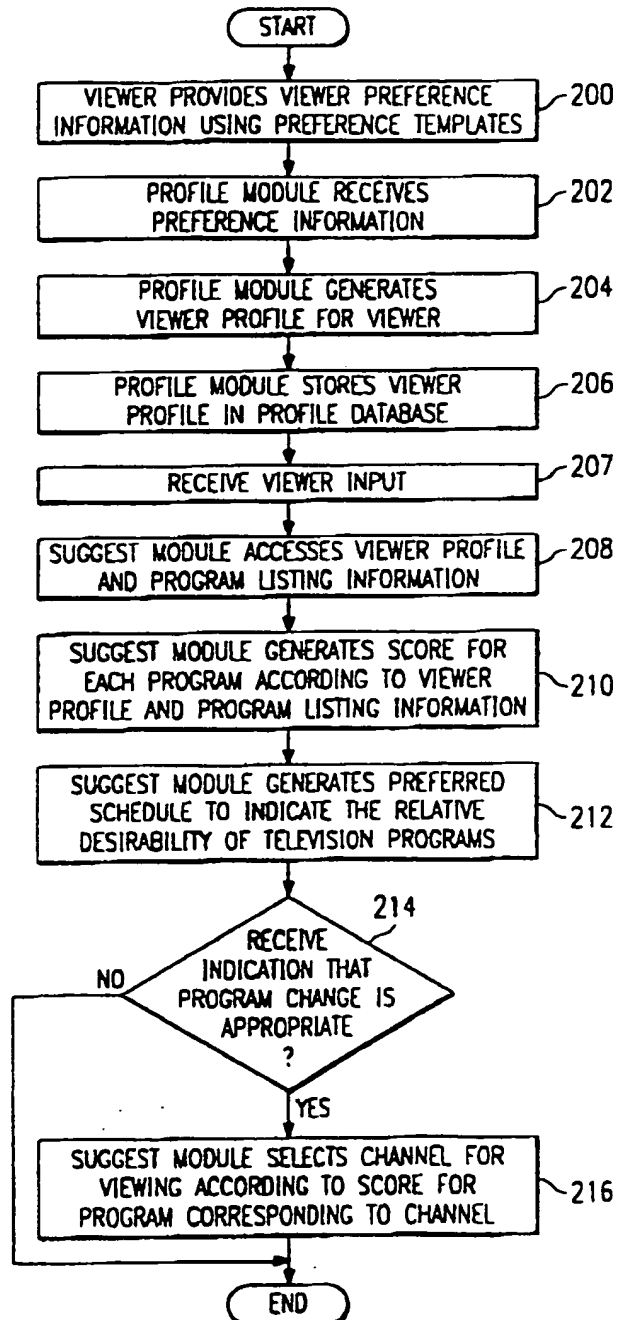 START
VIEWER PROVIDES VIEWER PREFERENCE
INFORMATION USING PREFERENCE TEMPLATES
200
PROFILE MODULE RECEIVES
PREFERENCE INFORMATION
202
PROFILE MODULE GENERATES
VIEWER PROFILE FOR VIEWER
204
PROFILE MODULE STORES VIEWER
PROFILE IN PROFILE DATABASE
206
RECEIVE VIEWER INPUT
207
SUGGEST MODULE ACCESSES VIEWER PROFILE
AND PROGRAM LISTING INFORMATION
208
SUGGEST MODULE GENERATES SCORE FOR
EACH PROGRAM ACCORDING TO VIEWER
PROFILE AND PROGRAM LISTING INFORMATION
210
SUGGEST MODULE GENERATES PREFERRED
SCHEDULE TO INDICATE THE RELATIVE
DESIRABILITY OF TELEVISION PROGRAMS
212
214
RECEIVE
INDICATION THAT
PROGRAM CHANGE IS
APPROPRIATE
?
NO
YES
SUGGEST MODULE SELECTS CHANNEL FOR
VIEWING ACCORDING TO SCORE FOR
PROGRAM CORRESPONDING TO CHANNEL
216
END